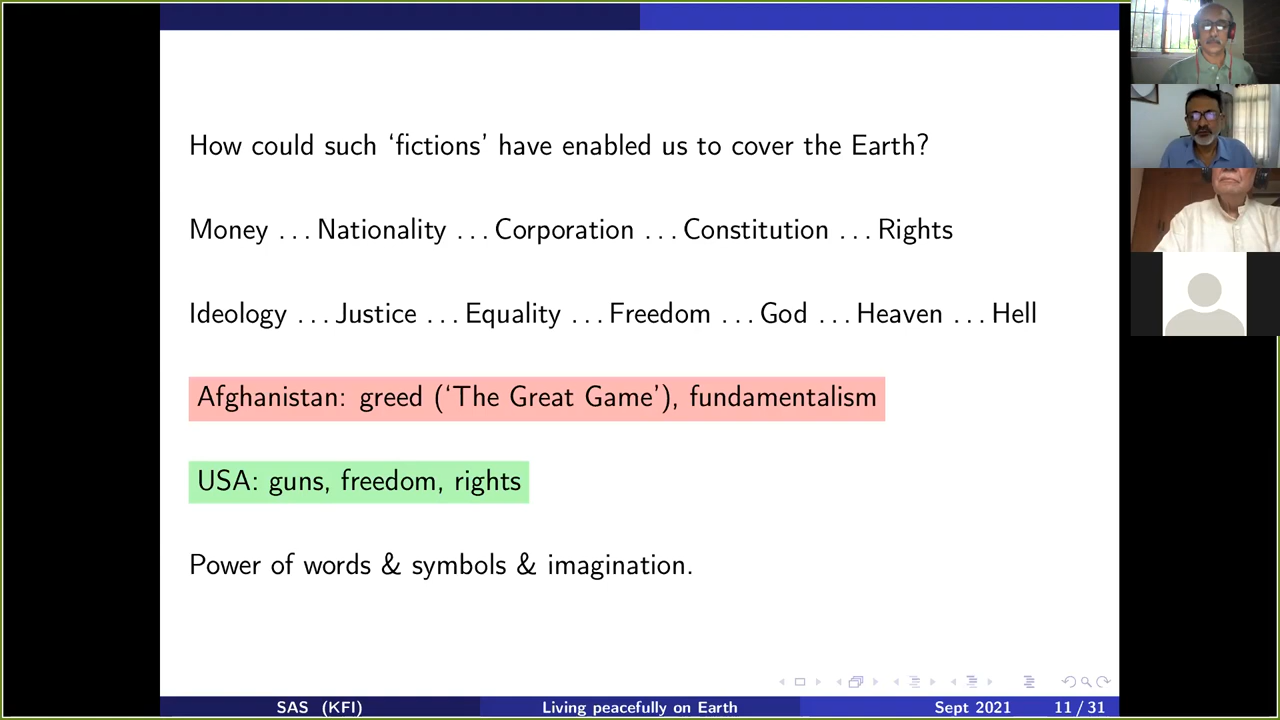 How could such ‘fictions’ have enabled us to cover the Earth?
Money ... Nationality ... Corporation ... Constitution ... Rights
Ideology ... Justice ... Equality ... Freedom ... God ... Heaven ... Hell
Afghanistan: greed (‘The Great Game’), fundamentalism
USA: guns, freedom, rights
Power of words & symbols & imagination.
SAS (KFI) Living peacefully on Earth Sept 2021 11 / 31